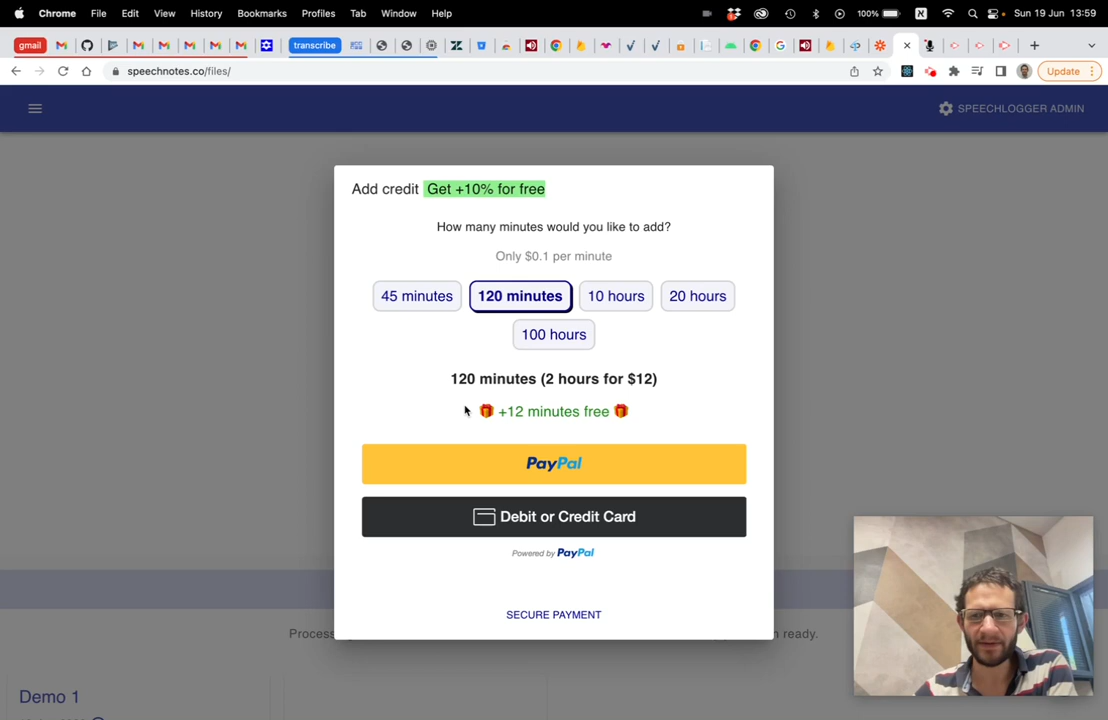 Chrome File Edit View History Bookmarks Profiles Tab Window Help 100% Sun 19 Jun 13:59
gmail transcribe
speechnotes.co/files/ Update
SPEECHLOGGER ADMIN
Add credit Get +10% for free
How many minutes would you like to add?
Only $0.1 per minute
45 minutes 120 minutes 10 hours 20 hours
100 hours
120 minutes (2 hours for $12)
+12 minutes free
PayPal
Debit or Credit Card
Powered by PayPal
SECURE PAYMENT
Process ready.
Demo 1